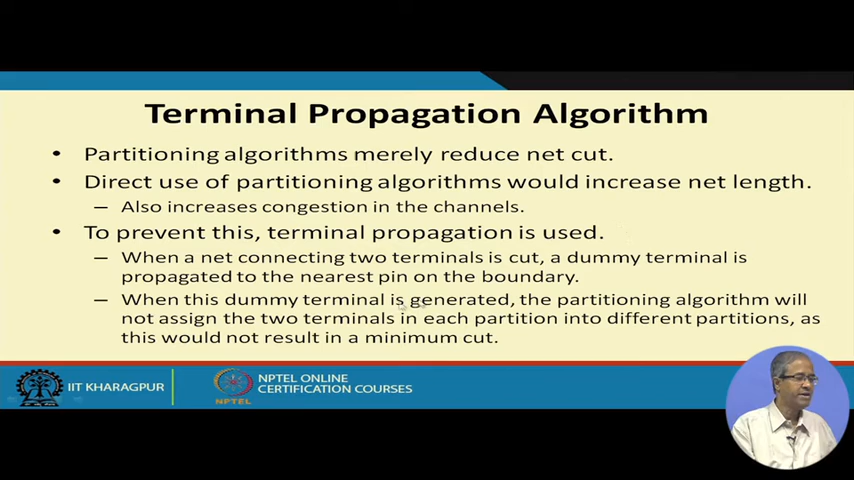 Terminal Propagation Algorithm
• Partitioning algorithms merely reduce net cut.
• Direct use of partitioning algorithms would increase net length.
– Also increases congestion in the channels.
• To prevent this, terminal propagation is used.
– When a net connecting two terminals is cut, a dummy terminal is
propagated to the nearest pin on the boundary.
– When this dummy terminal is generated, the partitioning algorithm will
not assign the two terminals in each partition into different partitions, as
this would not result in a minimum cut.
IIT KHARAGPUR
NPTEL
NPTEL ONLINE
CERTIFICATION COURSES